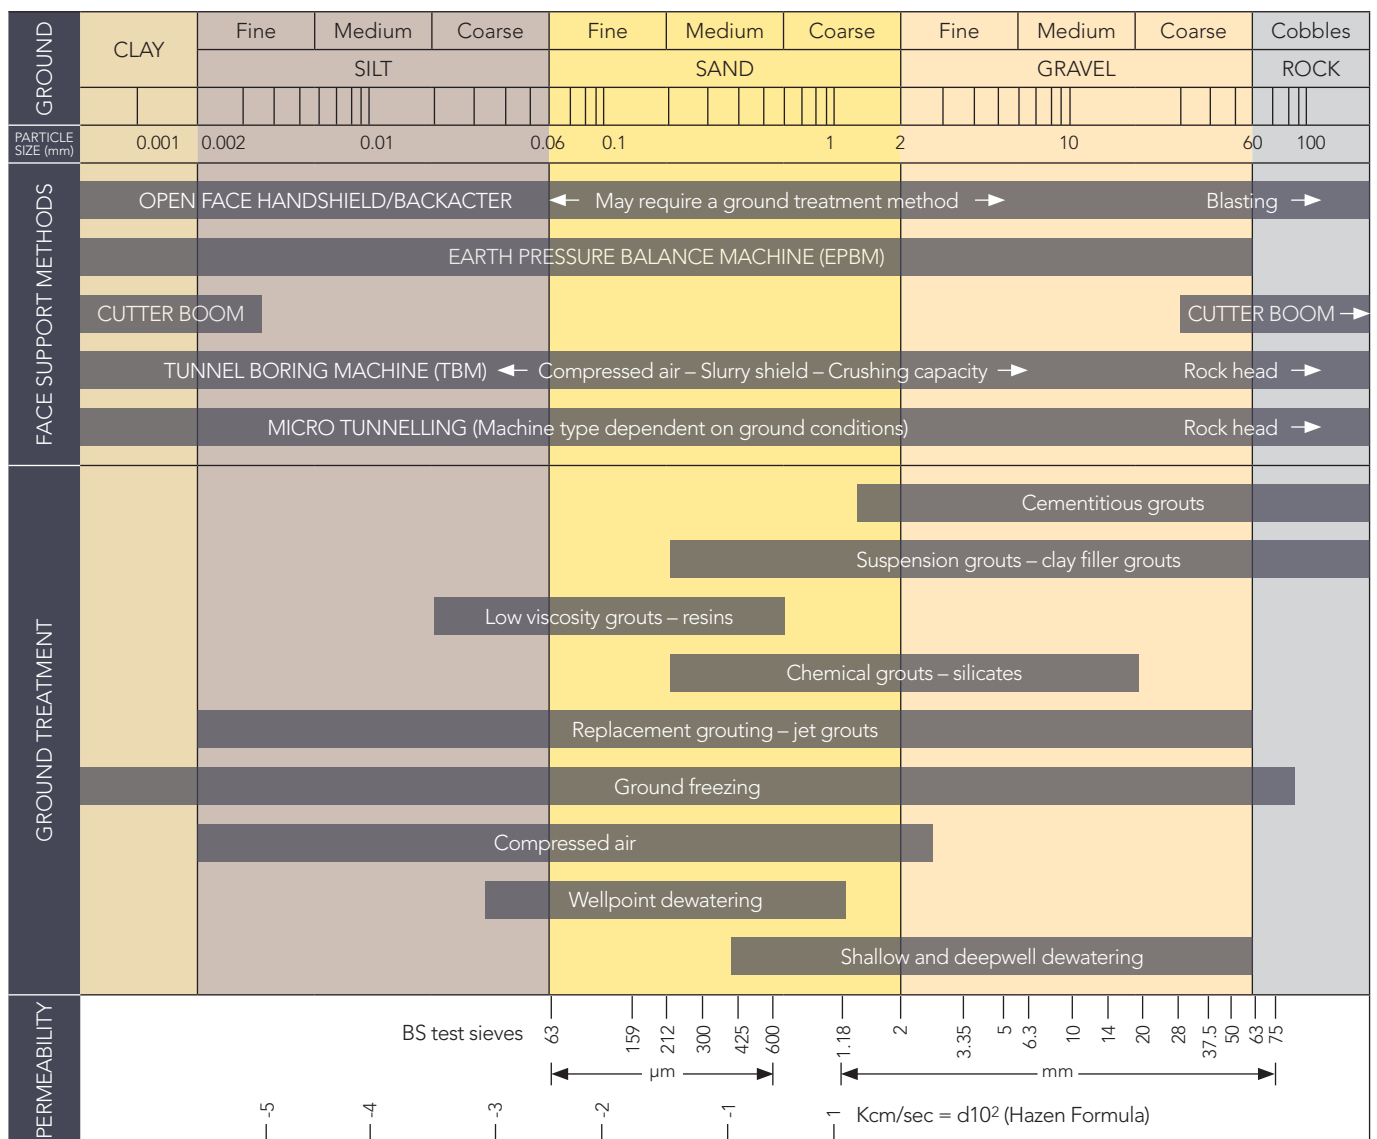 GROUND
CLAY
Fine Medium Coarse Fine Medium Coarse Fine Medium Coarse Cobbles
SILT SAND GRAVEL ROCK
PARTICLE
SIZE (mm)
0.001 0.002 0.01 0.06 0.1 1 2 10 60 100
FACE SUPPORT METHODS
OPEN FACE HANDSHIELD/BACKACTER ← May require a ground treatment method → Blasting →
EARTH PRESSURE BALANCE MACHINE (EPBM)
CUTTER BOOM CUTTER BOOM →
TUNNEL BORING MACHINE (TBM) ← Compressed air – Slurry shield – Crushing capacity → Rock head →
MICRO TUNNELLING (Machine type dependent on ground conditions) Rock head →
GROUND TREATMENT
Cementitious grouts
Suspension grouts – clay filler grouts
Low viscosity grouts – resins
Chemical grouts – silicates
Replacement grouting – jet grouts
Ground freezing
Compressed air
Wellpoint dewatering
Shallow and deepwell dewatering
PERMEABILITY
BS test sieves 63 159 212 300 425 600 1.18 2 3.35 5 6.3 10 14 20 28 37.5 50 63 75
µm mm
-5 -4 -3 -2 -1 1 Kcm/sec = d10² (Hazen Formula)